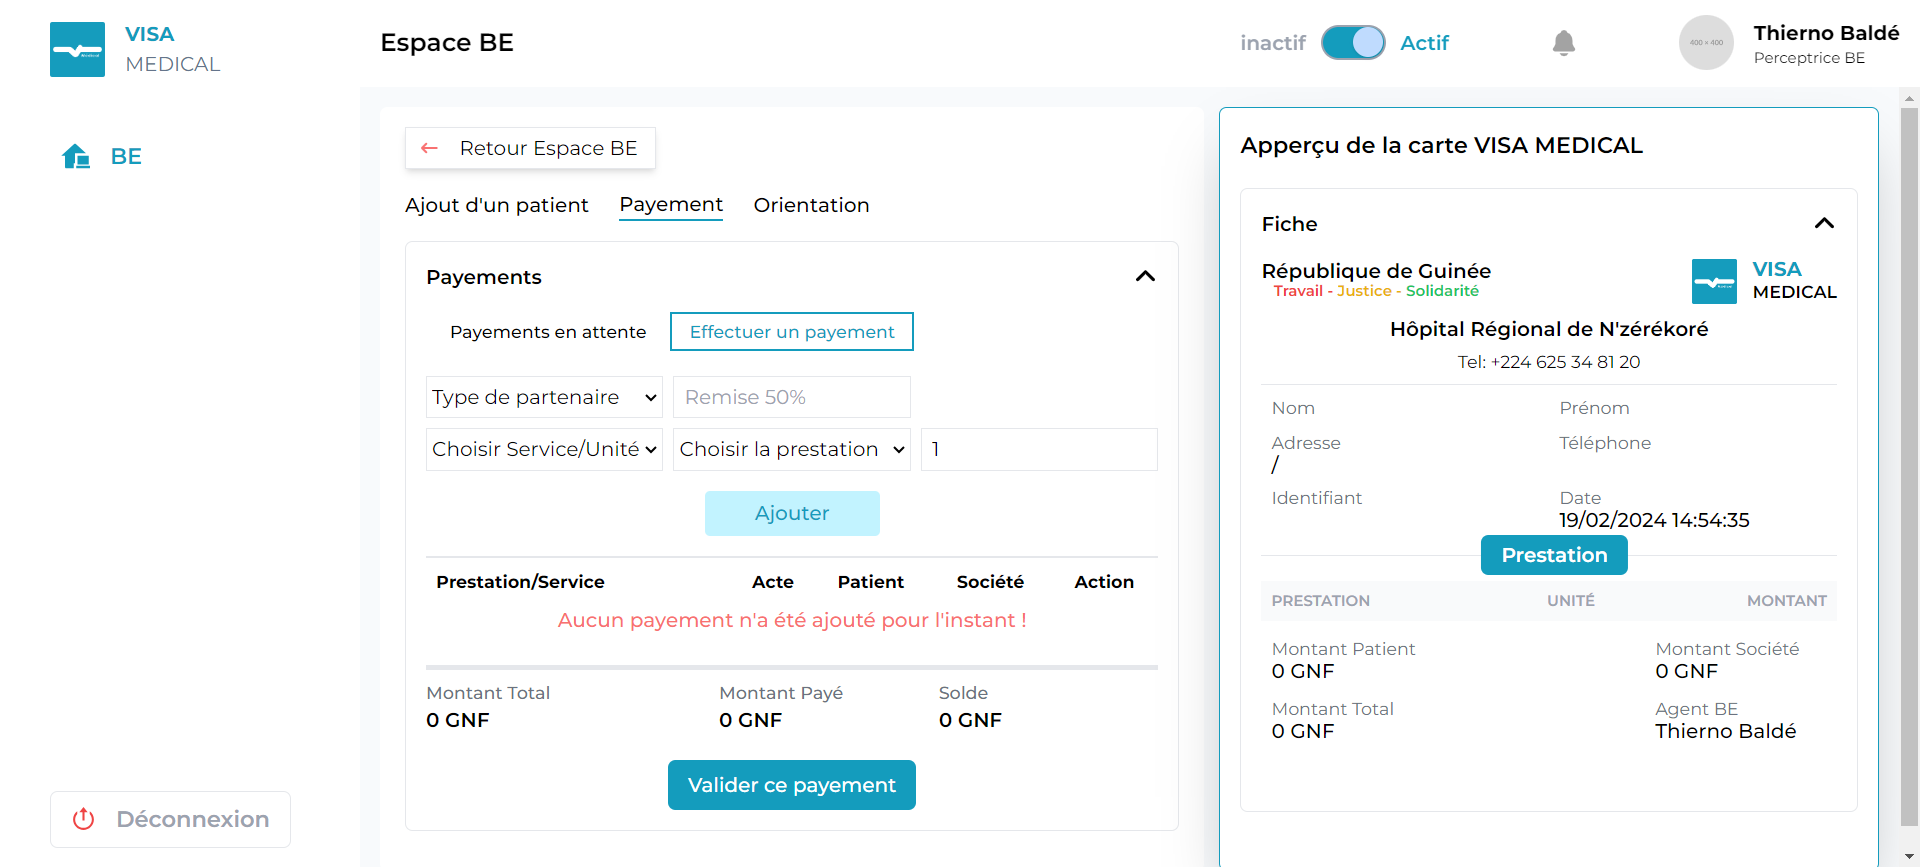 VISA
MEDICAL
Espace BE
inactif
Actif
400 × 400
Thierno Baldé
Perceptrice BE
BE
Déconnexion
Retour Espace BE
Ajout d'un patient
Payement
Orientation
Payements
Payements en attente
Effectuer un payement
Type de partenaire
Remise 50%
Choisir Service/Unité
Choisir la prestation
1
Ajouter
Prestation/Service Acte Patient Société Action
Aucun payement n'a été ajouté pour l'instant !
Montant Total Montant Payé Solde
0 GNF 0 GNF 0 GNF
Valider ce payement
Apperçu de la carte VISA MEDICAL
Fiche
République de Guinée
Travail - Justice - Solidarité
VISA
MEDICAL
Hôpital Régional de N'zérékoré
Tel: +224 625 34 81 20
Nom Prénom
Adresse Téléphone
/
Identifiant Date
19/02/2024 14:54:35
Prestation
PRESTATION UNITÉ MONTANT
Montant Patient Montant Société
0 GNF 0 GNF
Montant Total Agent BE
0 GNF Thierno Baldé